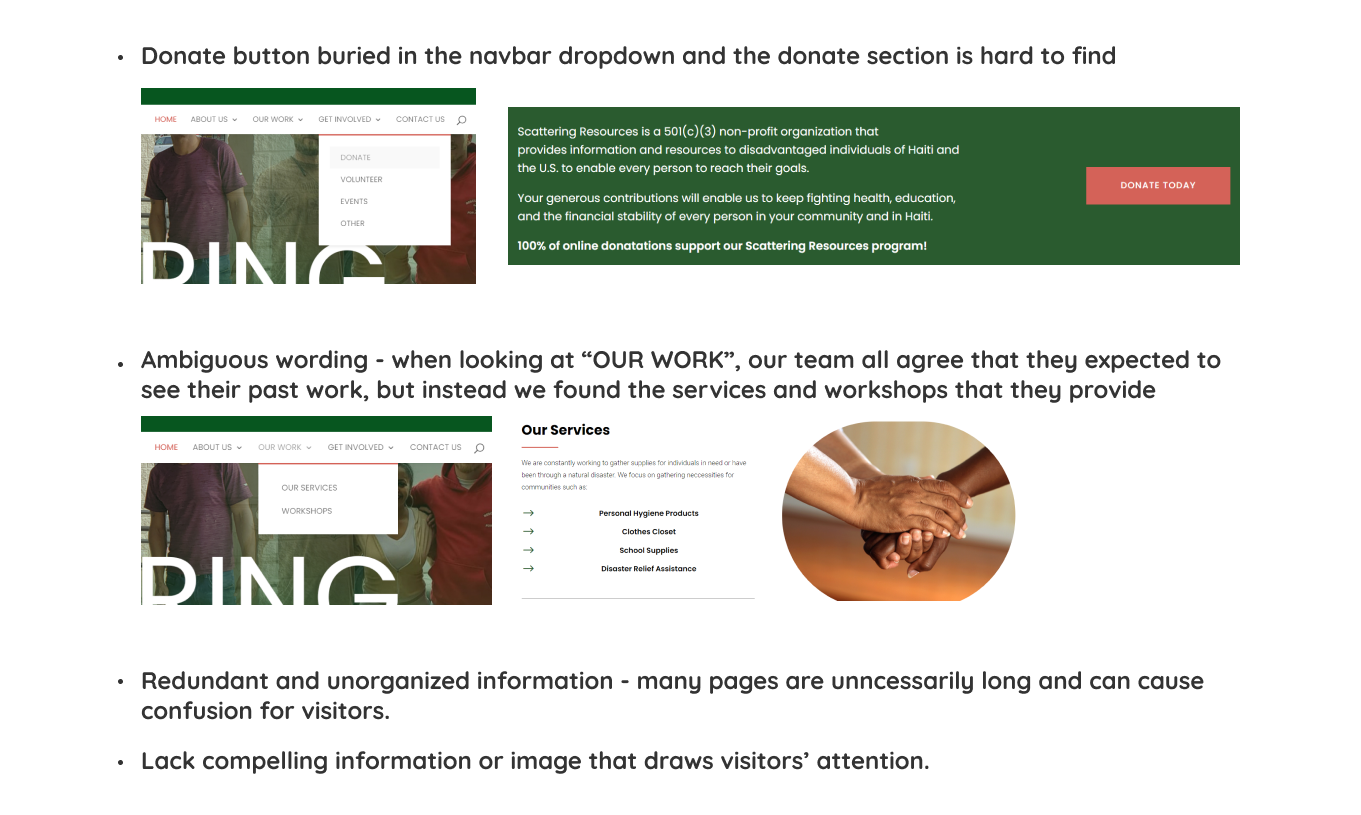 • Donate button buried in the navbar dropdown and the donate section is hard to find
HOME ABOUT US OUR WORK GET INVOLVED CONTACT US
DONATE
VOLUNTEER
EVENTS
OTHER
RING
Scattering Resources is a 501(c)(3) non-profit organization that
provides information and resources to disadvantaged individuals of Haiti and
the U.S. to enable every person to reach their goals.
Your generous contributions will enable us to keep fighting health, education,
and the financial stability of every person in your community and in Haiti.
100% of online donatations support our Scattering Resources program!
DONATE TODAY
• Ambiguous wording - when looking at “OUR WORK”, our team all agree that they expected to
see their past work, but instead we found the services and workshops that they provide
HOME ABOUT US OUR WORK GET INVOLVED CONTACT US
OUR SERVICES
WORKSHOPS
RING
Our Services
We are constantly working to gather supplies for individuals in need or have
been through a natural disaster. We focus on gathering neccessities for
communities such as:
→ Personal Hygiene Products
→ Clothes Closet
→ School Supplies
→ Disaster Relief Assistance
• Redundant and unorganized information - many pages are unncessarily long and can cause
confusion for visitors.
• Lack compelling information or image that draws visitors’ attention.